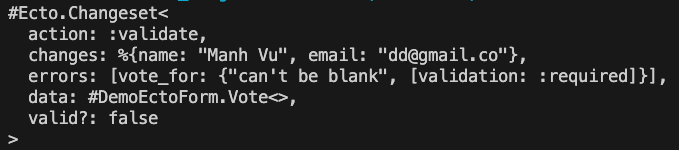 #Ecto.Changeset<
  action: :validate,
  changes: %{name: "Manh Vu", email: "dd@gmail.co"},
  errors: [vote_for: {"can't be blank", [validation: :required]}],
  data: #DemoEctoForm.Vote<>,
  valid?: false
>